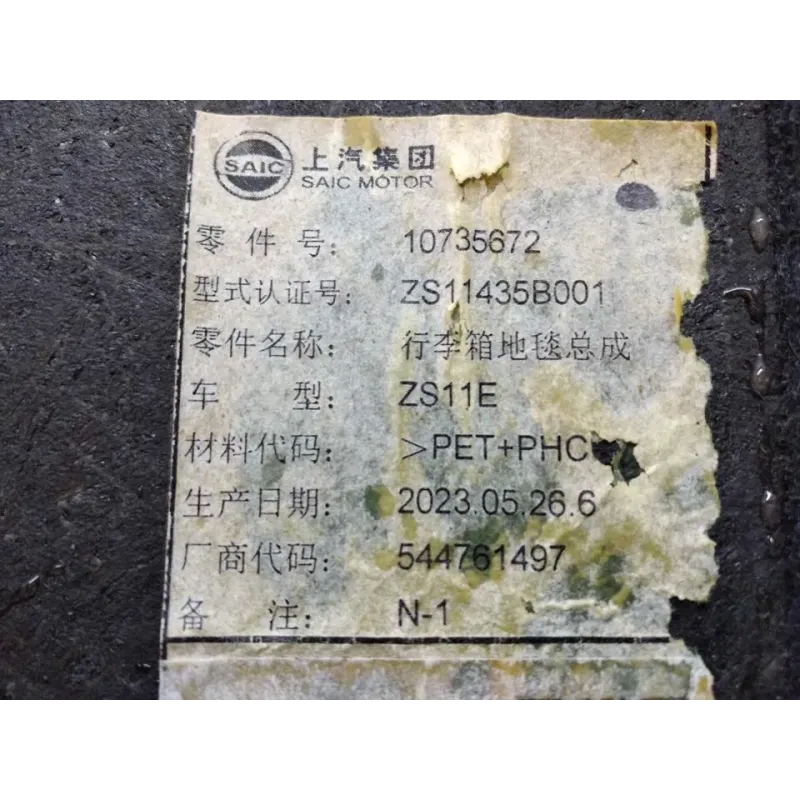 SAIC 上汽集团
SAIC MOTOR
零 件 号: 10735672
型式认证号: ZS11435B001
零件名称: 行李箱地毯总成
车 型: ZS11E
材料代码: >PET+PHC
生产日期: 2023.05.26.6
厂商代码: 544761497
备 注: N-1